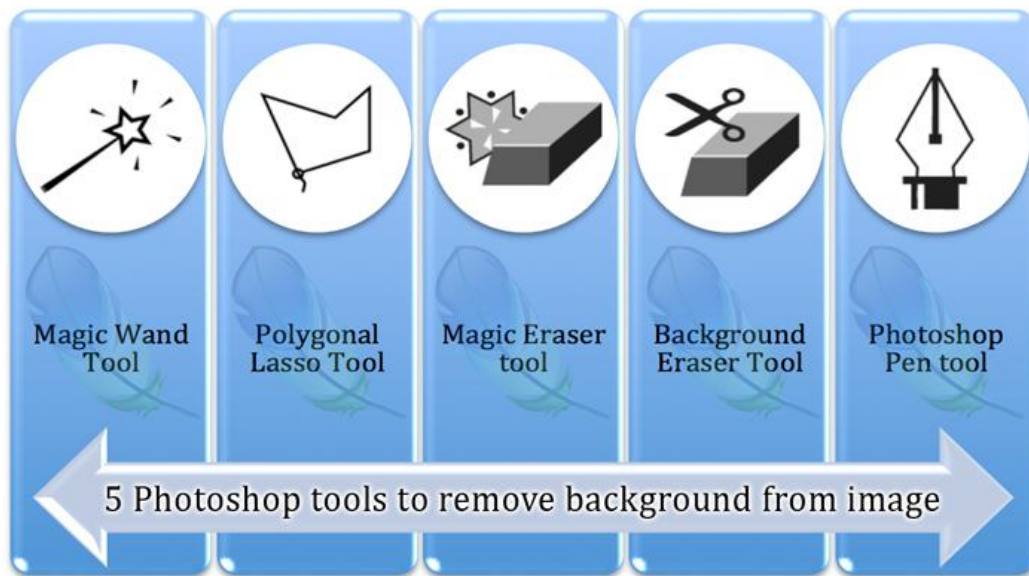 Magic Wand
Tool
Polygonal
Lasso Tool
Magic Eraser
tool
Background
Eraser Tool
Photoshop
Pen tool
5 Photoshop tools to remove background from image